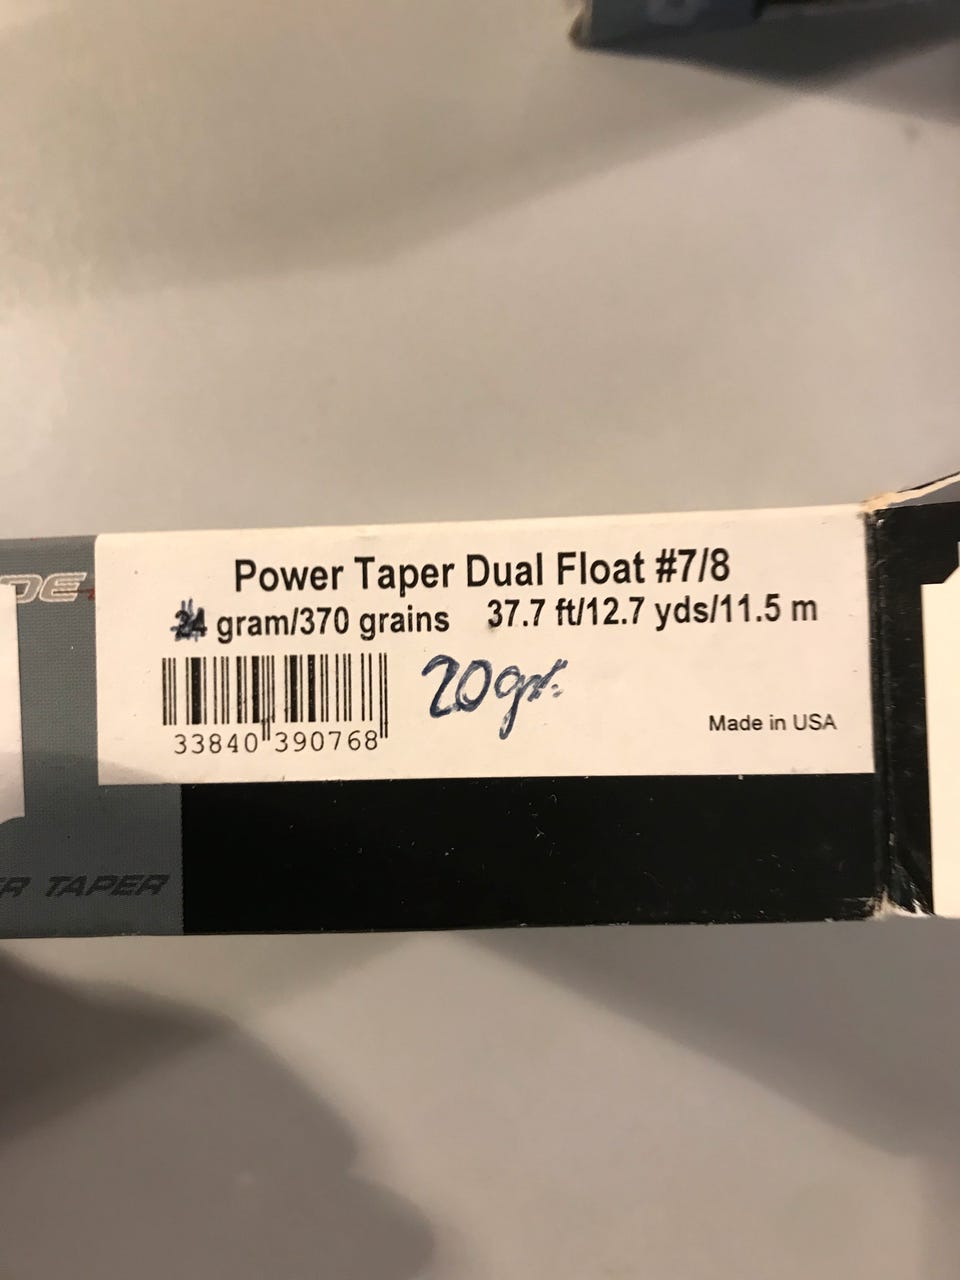 Power Taper Dual Float #7/8
24 gram/370 grains 37.7 ft/12.7 yds/11.5 m
20gr.
33840 390768
Made in USA
DE
R TAPER